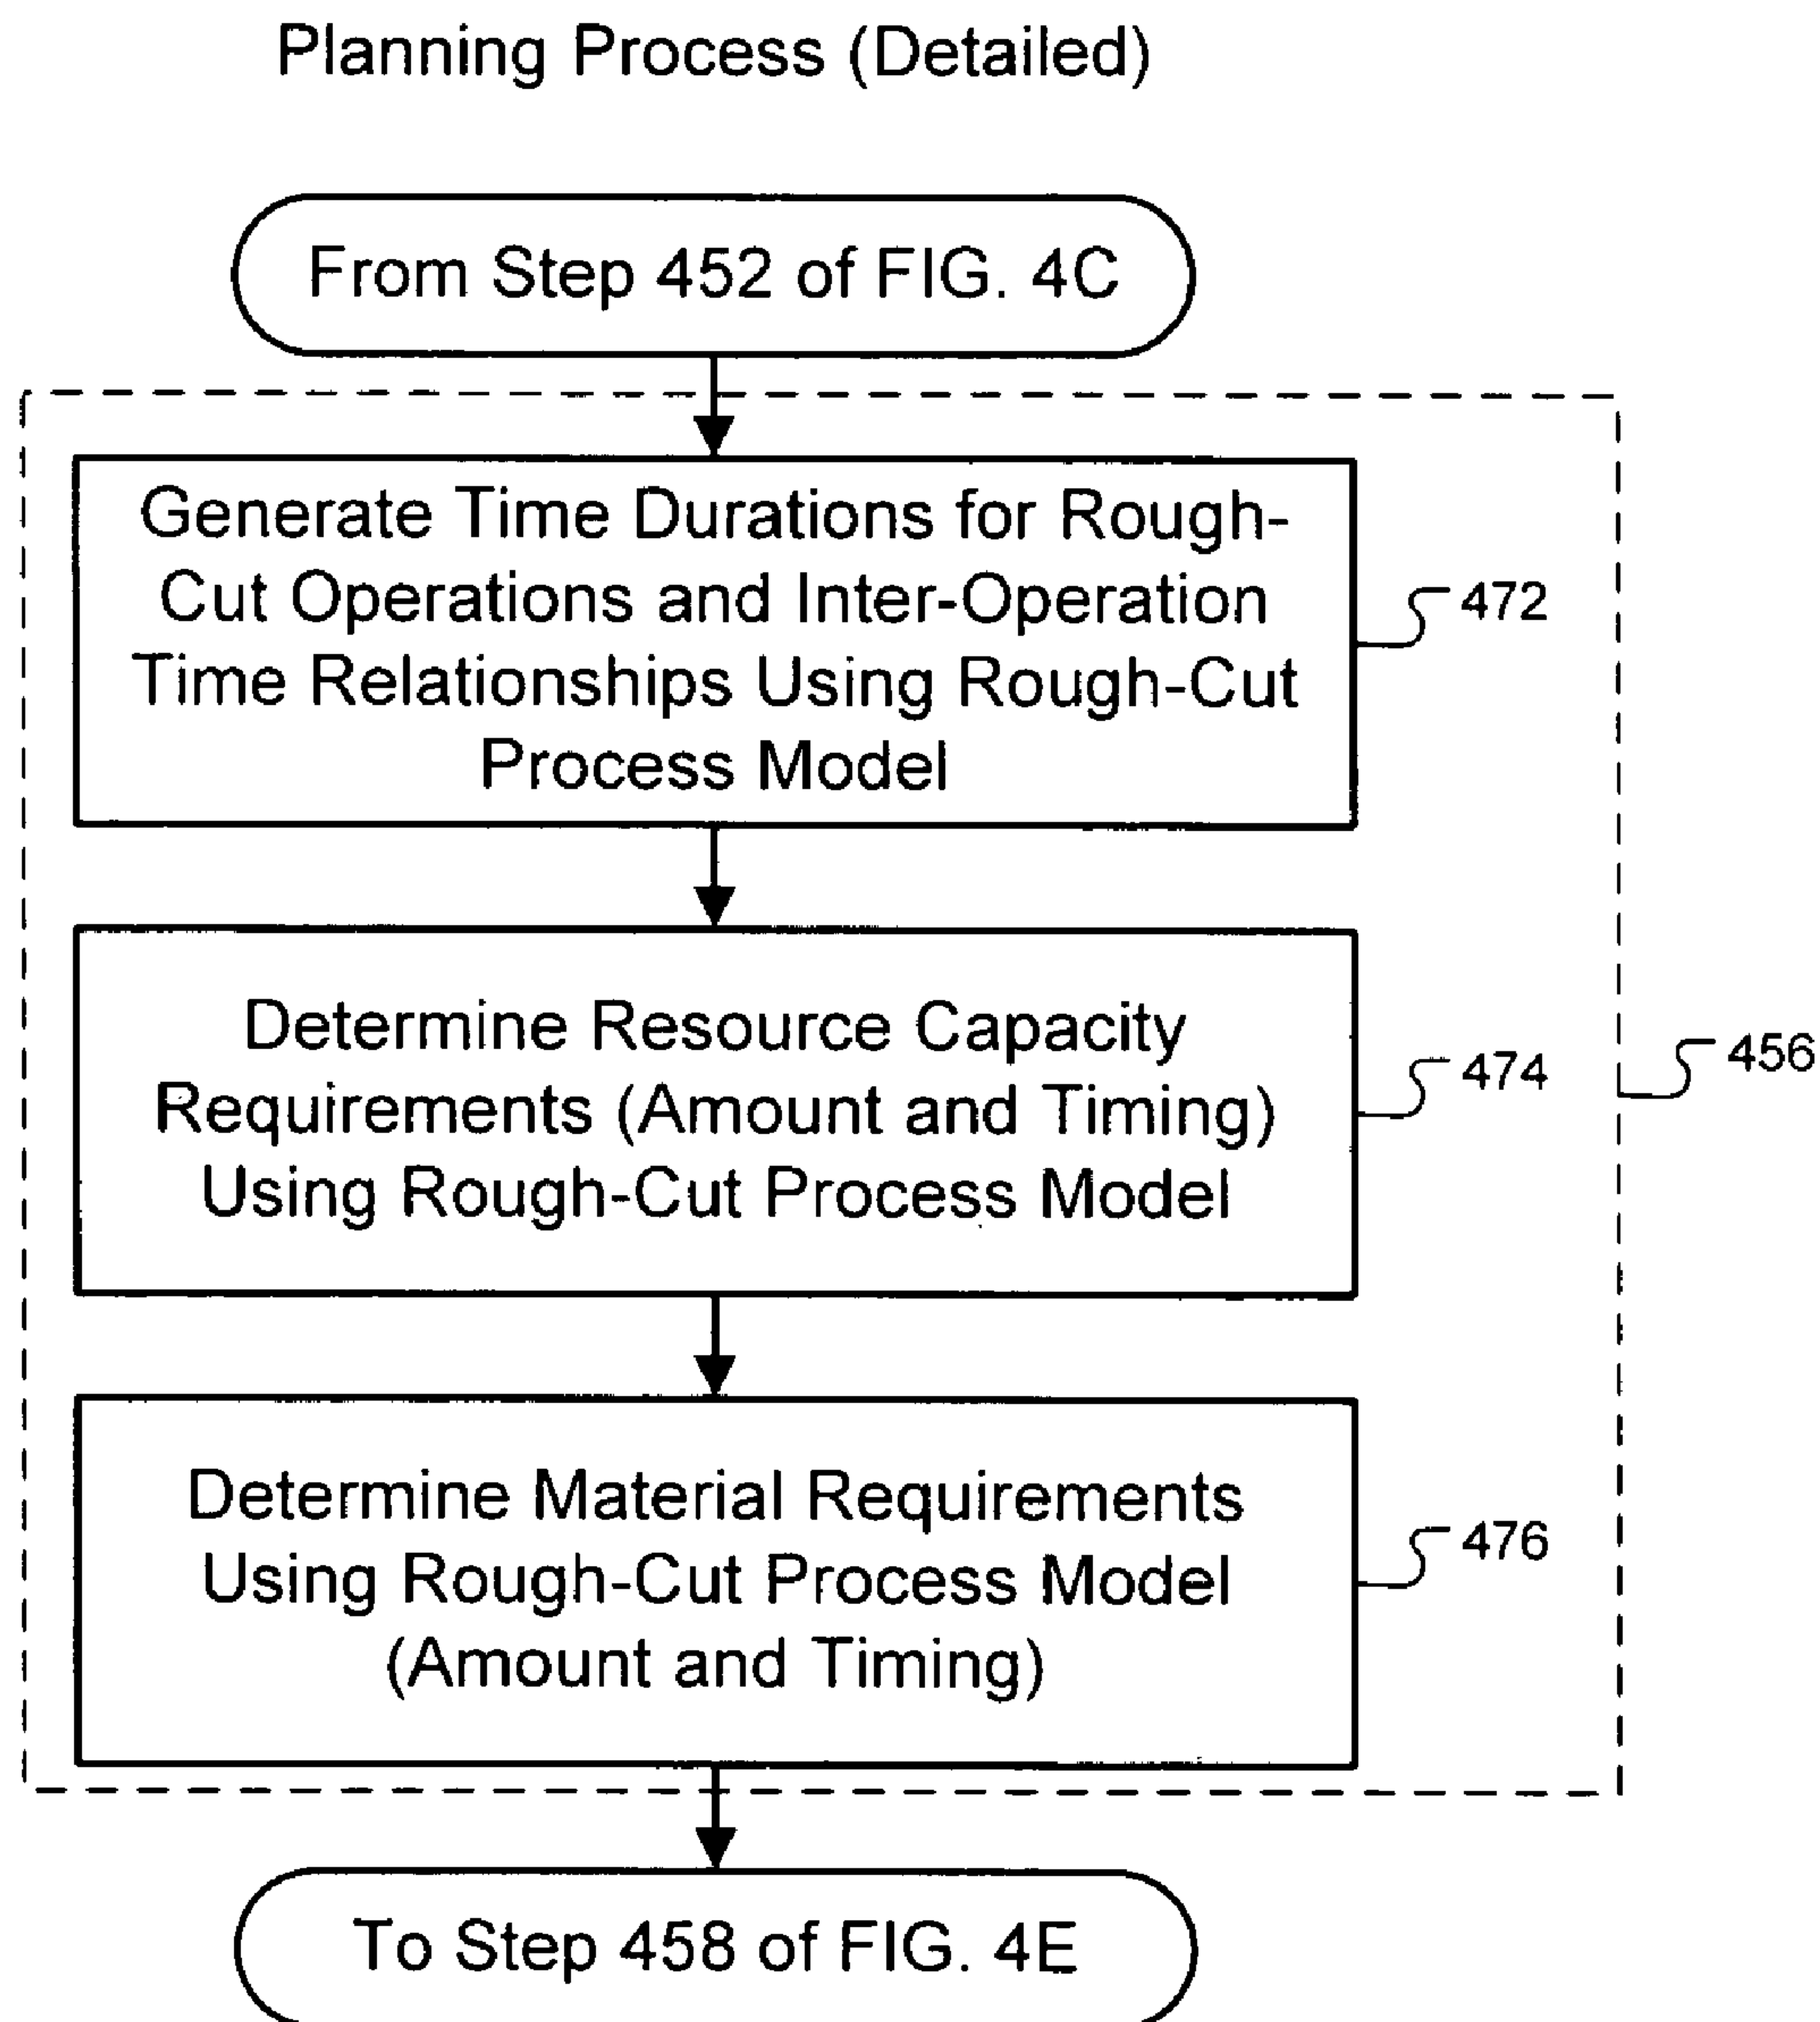 Planning Process (Detailed)
From Step 452 of FIG. 4C
Generate Time Durations for Rough-
Cut Operations and Inter-Operation
Time Relationships Using Rough-Cut
Process Model
472
Determine Resource Capacity
Requirements (Amount and Timing)
Using Rough-Cut Process Model
474
456
Determine Material Requirements
Using Rough-Cut Process Model
(Amount and Timing)
476
To Step 458 of FIG. 4E